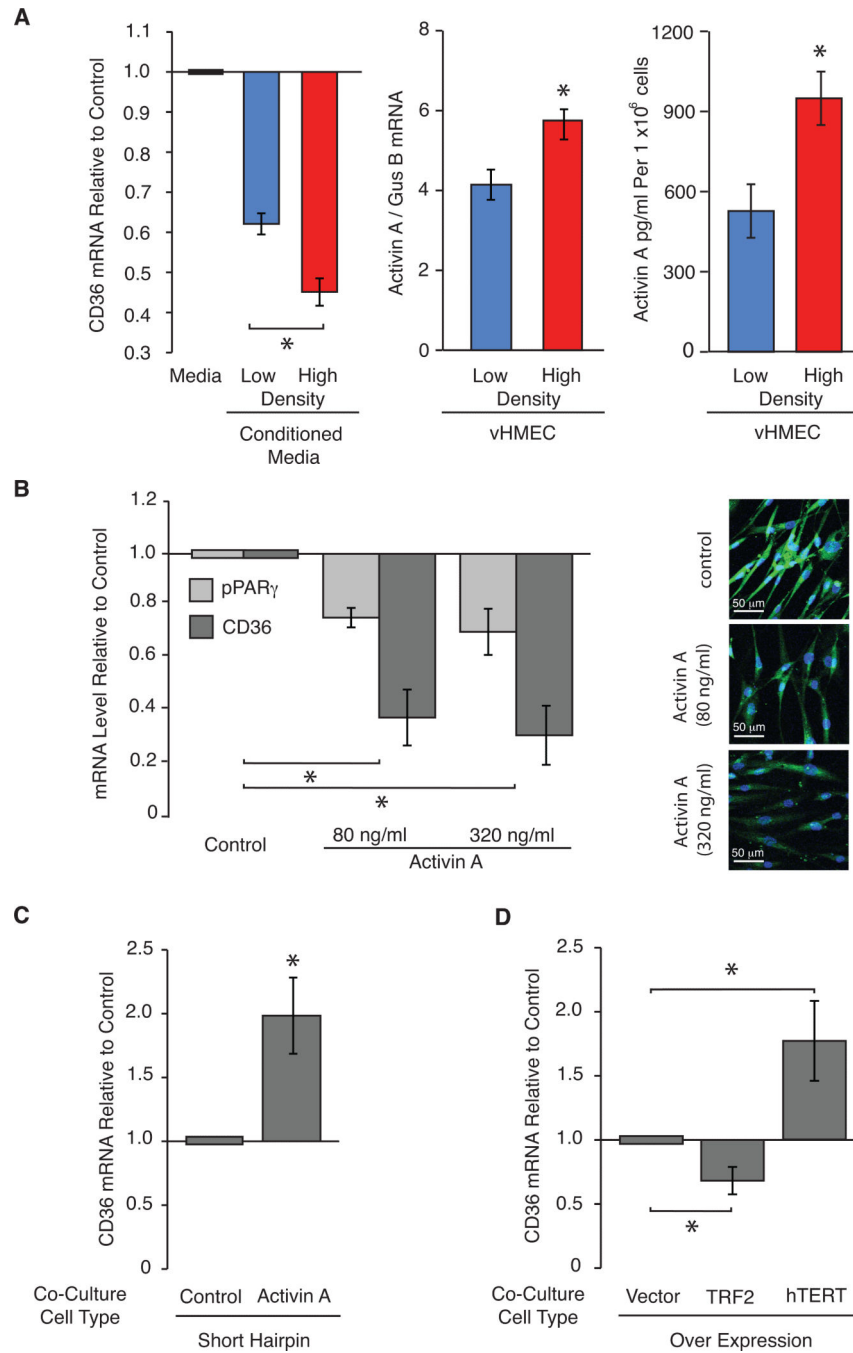 A
CD36 mRNA Relative to Control
1.0
0.9
0.8
0.7
0.6
0.5
0.4
0.3
Media
Low
High
Density
Conditioned
Media
*
Activin A / Gus B mRNA
8
6
4
2
0
*
Low
High
Density
vHMEC
Activin A pg/ml Per 1 x10⁶ cells
1200
900
600
300
0
*
Low
High
Density
vHMEC
B
mRNA Level Relative to Control
1.2
1.0
0.8
0.6
0.4
0.2
0
pPARγ
CD36
*
*
Control
80 ng/ml
320 ng/ml
Activin A
control
50 µm
Activin A
(80 ng/ml)
50 µm
Activin A
(320 ng/ml)
50 µm
C
CD36 mRNA Relative to Control
2.5
2.0
1.5
1.0
0.5
0
*
Co-Culture
Cell Type
Control
Activin A
Short Hairpin
D
CD36 mRNA Relative to Control
2.5
2.0
1.5
1.0
0.5
0
*
*
Co-Culture
Cell Type
Vector
TRF2
hTERT
Over Expression